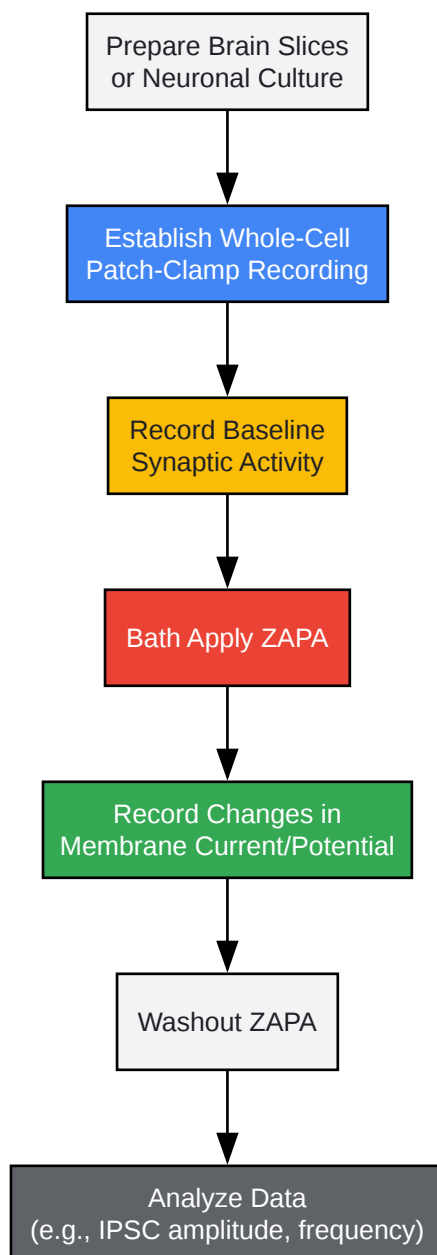 Prepare Brain Slices
or Neuronal Culture
Establish Whole-Cell
Patch-Clamp Recording
Record Baseline
Synaptic Activity
Bath Apply ZAPA
Record Changes in
Membrane Current/Potential
Washout ZAPA
Analyze Data
(e.g., IPSC amplitude, frequency)